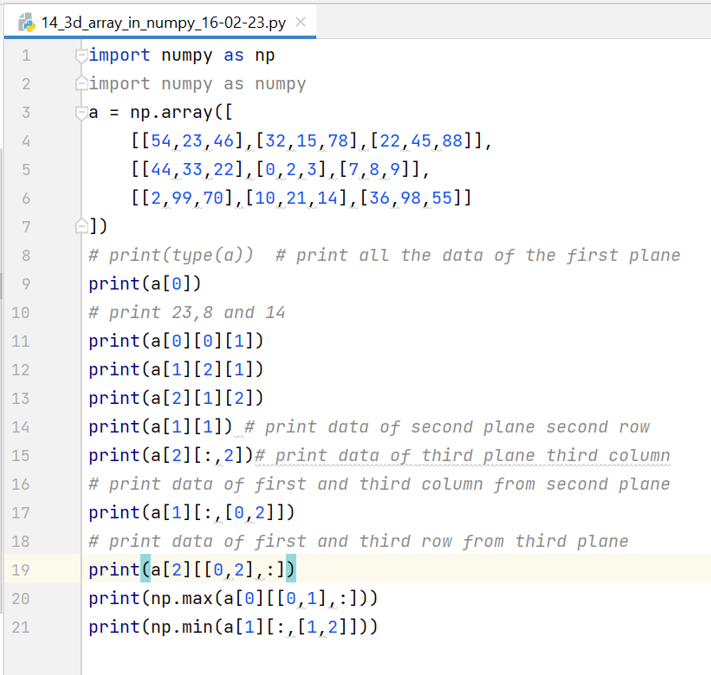 14_3d_array_in_numpy_16-02-23.py
1 import numpy as np
2 import numpy as numpy
3 a = np.array([
4     [[54,23,46],[32,15,78],[22,45,88]],
5     [[44,33,22],[0,2,3],[7,8,9]],
6     [[2,99,70],[10,21,14],[36,98,55]]
7 ])
8 # print(type(a))  # print all the data of the first plane
9 print(a[0])
10 # print 23,8 and 14
11 print(a[0][0][1])
12 print(a[1][2][1])
13 print(a[2][1][2])
14 print(a[1][1]) # print data of second plane second row
15 print(a[2][:,2])# print data of third plane third column
16 # print data of first and third column from second plane
17 print(a[1][:,[0,2]])
18 # print data of first and third row from third plane
19 print(a[2][[0,2],:])
20 print(np.max(a[0][[0,1],:]))
21 print(np.min(a[1][:,[1,2]]))